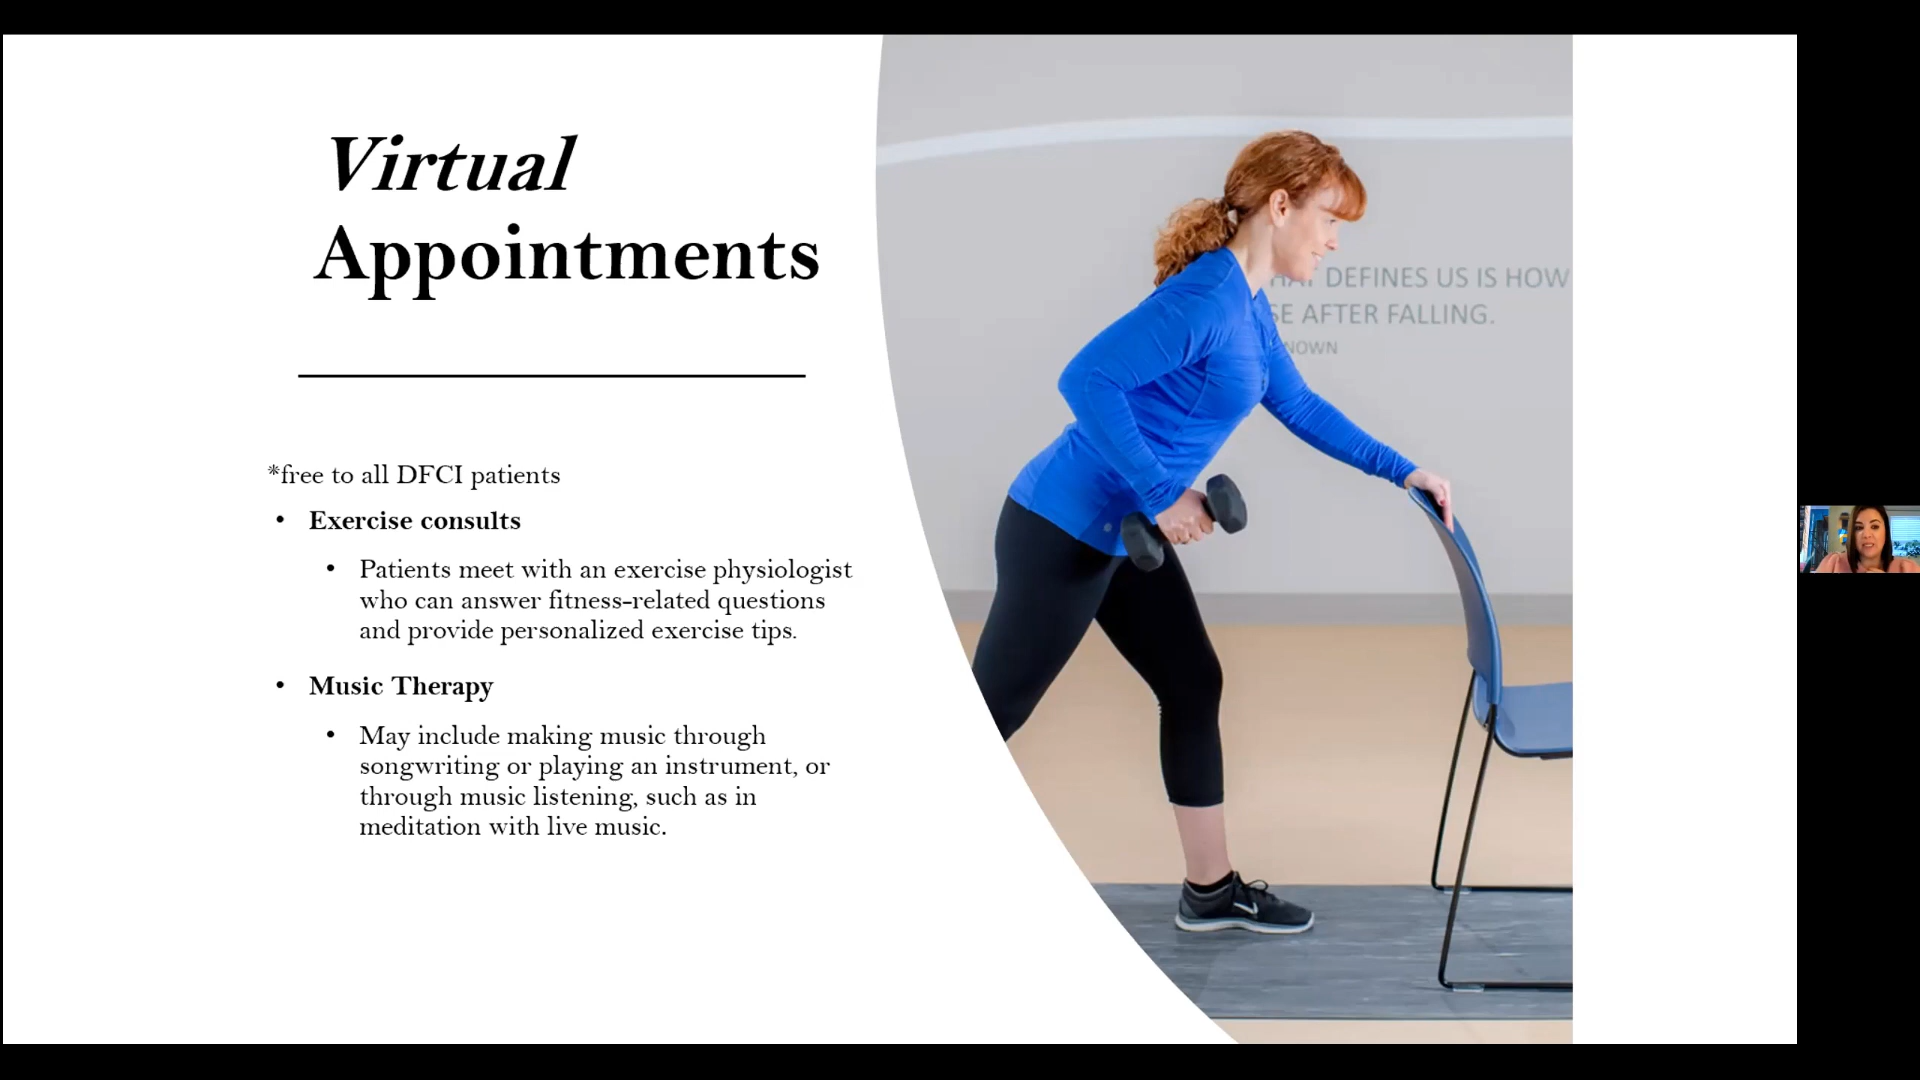 Virtual
Appointments
*free to all DFCI patients
• Exercise consults
• Patients meet with an exercise physiologist
who can answer fitness-related questions
and provide personalized exercise tips.
• Music Therapy
• May include making music through
songwriting or playing an instrument, or
through music listening, such as in
meditation with live music.
DEFINES US IS HOW
AFTER FALLING.